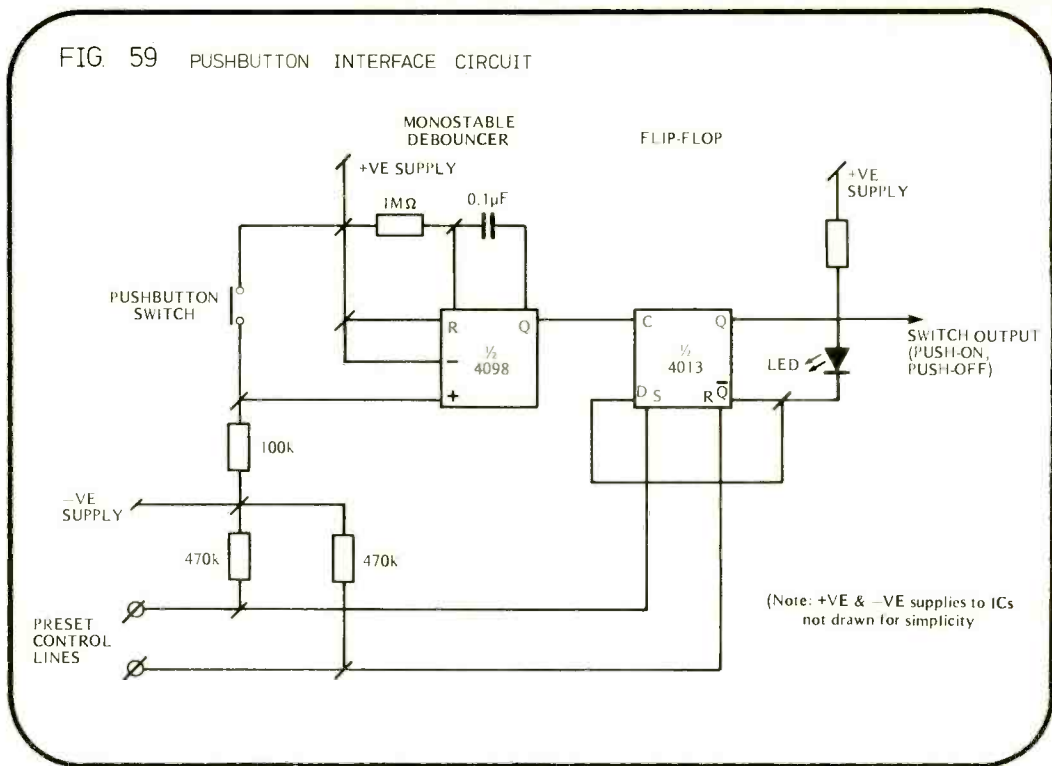 FIG. 59 PUSHBUTTON INTERFACE CIRCUIT
MONOSTABLE
DEBOUNCER
FLIP-FLOP
+VE SUPPLY
+VE
SUPPLY
1MΩ
0.1µF
PUSHBUTTON
SWITCH
R
Q
½
4098
−
+
C
Q
½
4013
D
S
R
Q̅
LED
SWITCH OUTPUT
(PUSH-ON,
PUSH-OFF)
100k
−VE
SUPPLY
470k
470k
PRESET
CONTROL
LINES
(Note: +VE & −VE supplies to ICs
not drawn for simplicity